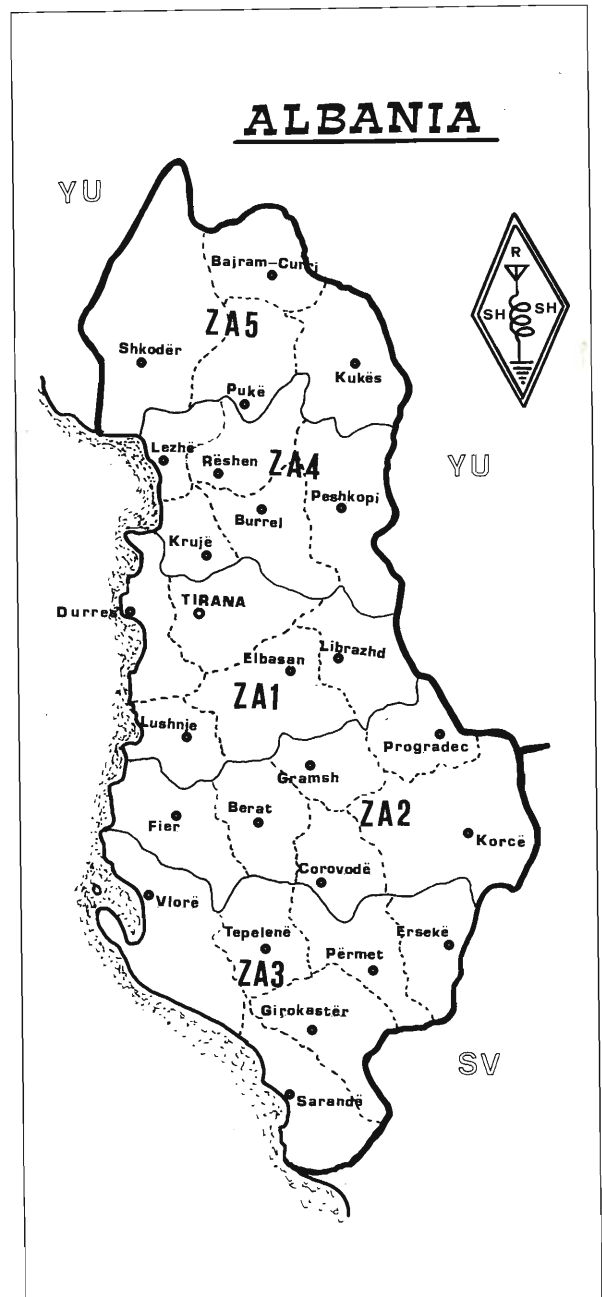 ALBANIA
YU
R
SH SH
Bajram-Curri
ZA5
Shkodër
Kukës
Pukë
Lezhë
Rëshen
ZA4
YU
Peshkopi
Burrel
Krujë
TIRANA
Durres
Librazhd
Elbasan
ZA1
Lushnje
Progradec
Gramsh
Berat
ZA2
Fier
Korcë
Corovodë
Vlorë
Tepelenë
Ersekë
Përmet
ZA3
Girokastër
SV
Sarandë